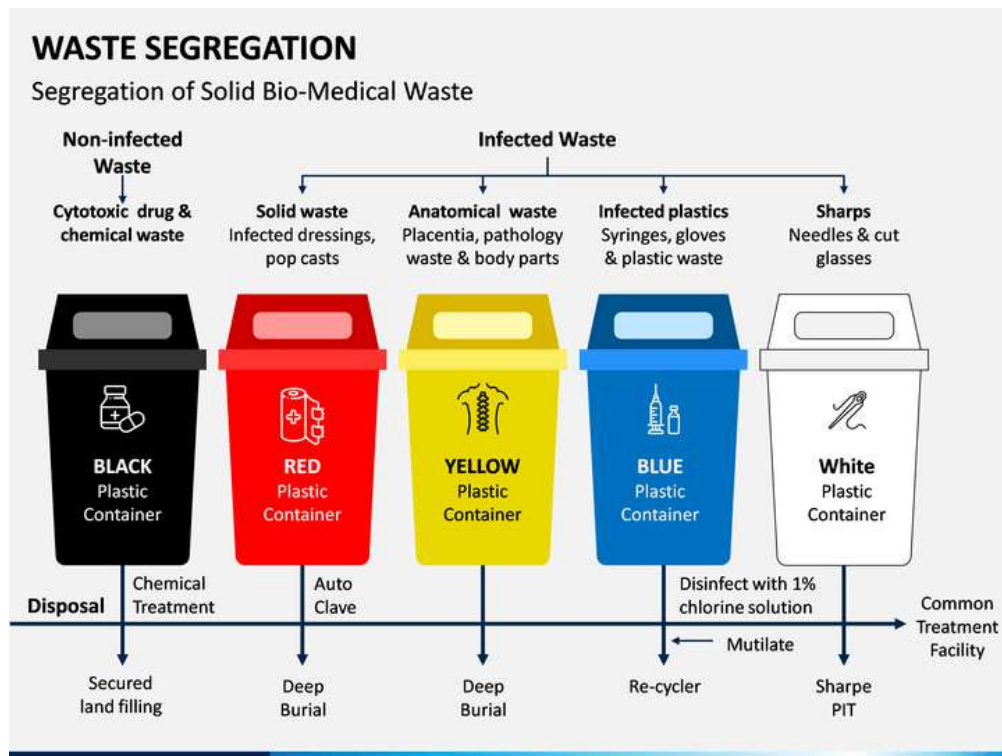 WASTE SEGREGATION
Segregation of Solid Bio-Medical Waste
Non-infected
Waste
Infected Waste
Cytotoxic drug &
chemical waste
Solid waste
Infected dressings,
pop casts
Anatomical waste
Placentia, pathology
waste & body parts
Infected plastics
Syringes, gloves
& plastic waste
Sharps
Needles & cut
glasses
BLACK
Plastic
Container
RED
Plastic
Container
YELLOW
Plastic
Container
BLUE
Plastic
Container
White
Plastic
Container
Disposal
Chemical
Treatment
Auto
Clave
Disinfect with 1%
chlorine solution
Mutilate
Common
Treatment
Facility
Secured
land filling
Deep
Burial
Deep
Burial
Re-cycler
Sharpe
PIT